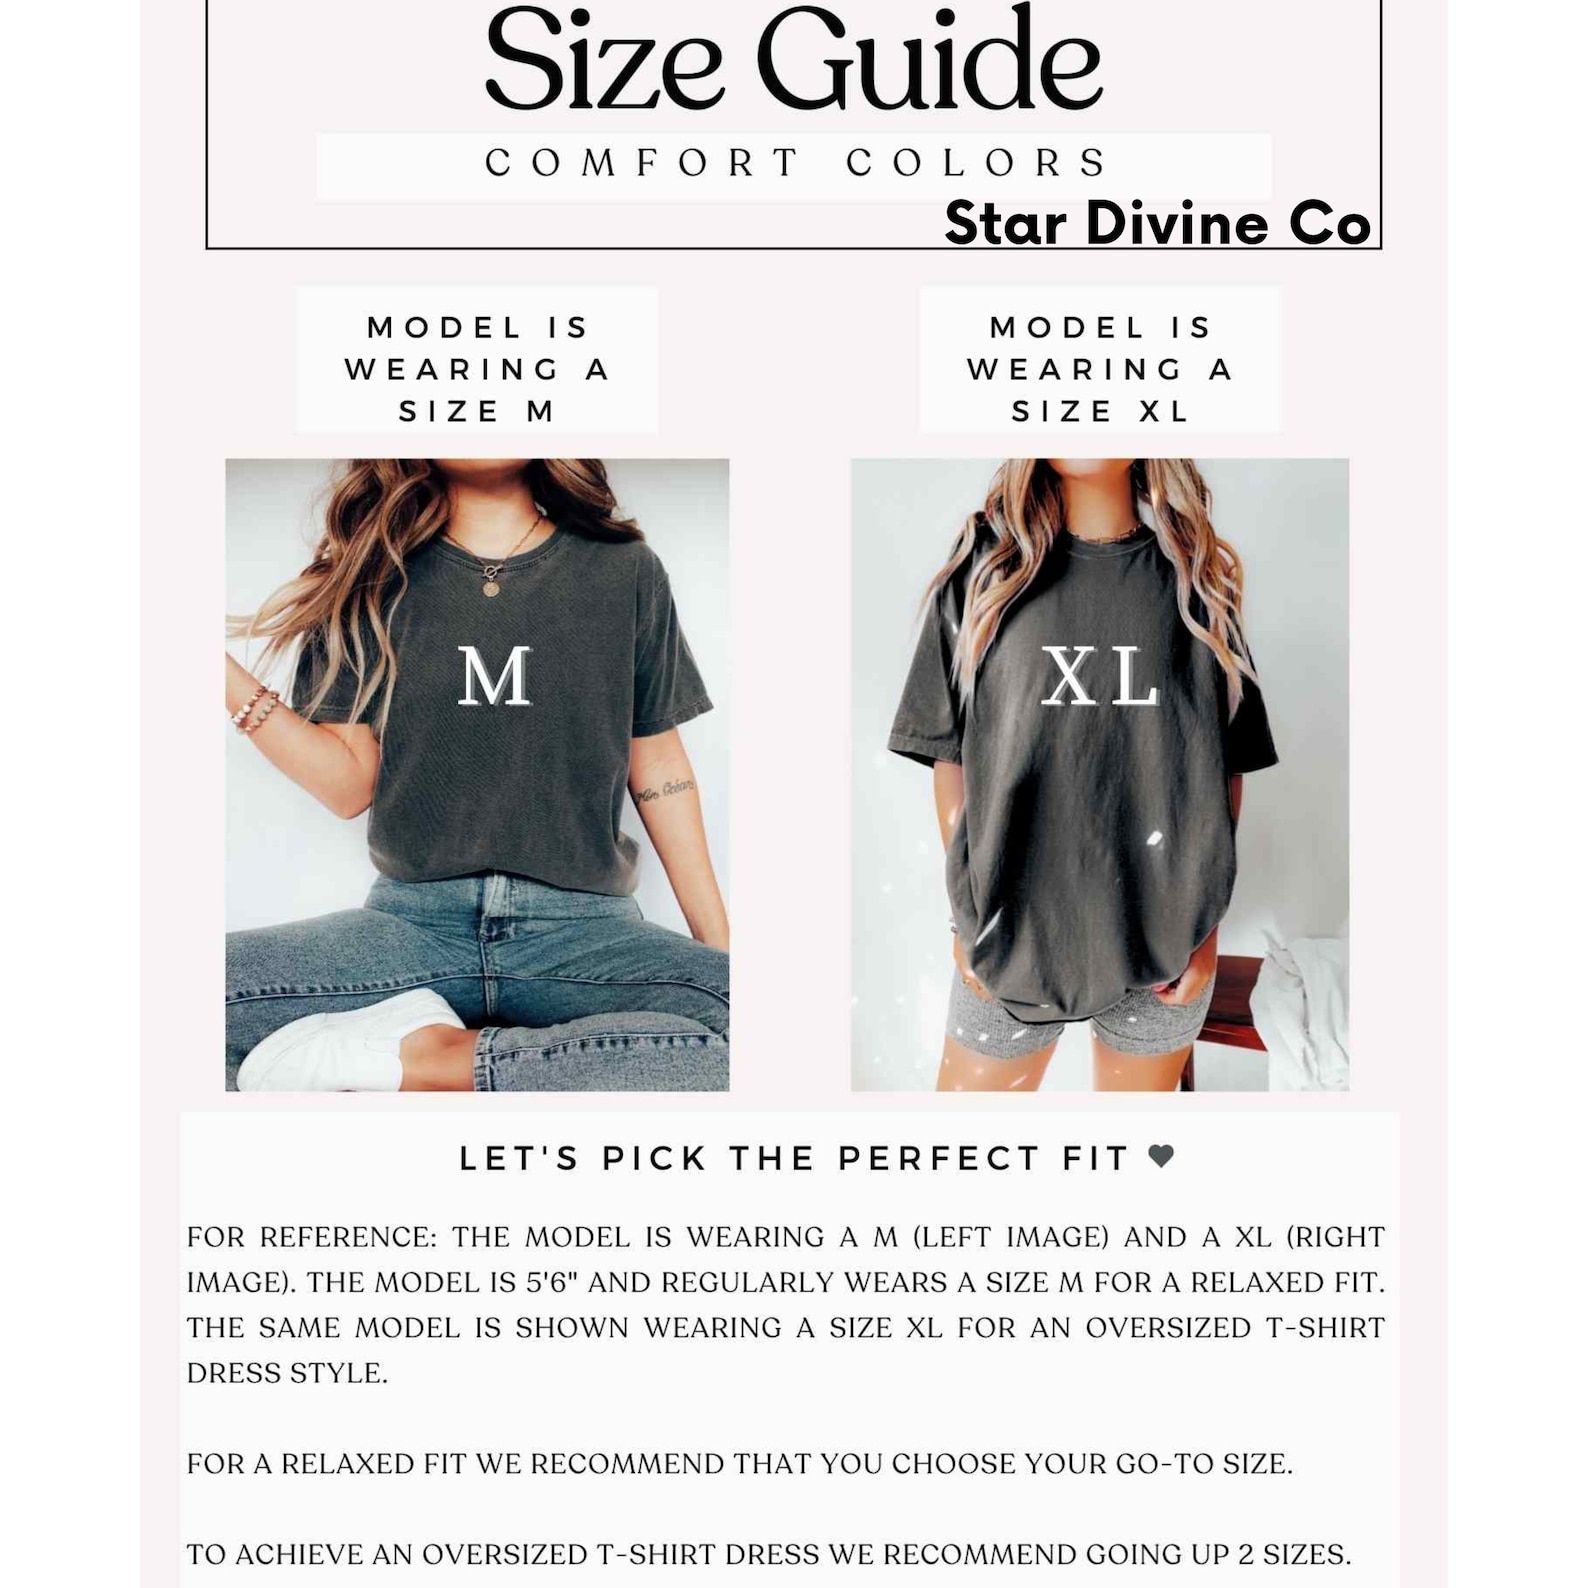 Size Guide
COMFORT COLORS
Star Divine Co
MODEL IS
WEARING A
SIZE M
MODEL IS
WEARING A
SIZE XL
M
XL
LET'S PICK THE PERFECT FIT
FOR REFERENCE: THE MODEL IS WEARING A M (LEFT IMAGE) AND A XL (RIGHT
IMAGE). THE MODEL IS 5'6" AND REGULARLY WEARS A SIZE M FOR A RELAXED FIT.
THE SAME MODEL IS SHOWN WEARING A SIZE XL FOR AN OVERSIZED T-SHIRT
DRESS STYLE.
FOR A RELAXED FIT WE RECOMMEND THAT YOU CHOOSE YOUR GO-TO SIZE.
TO ACHIEVE AN OVERSIZED T-SHIRT DRESS WE RECOMMEND GOING UP 2 SIZES.